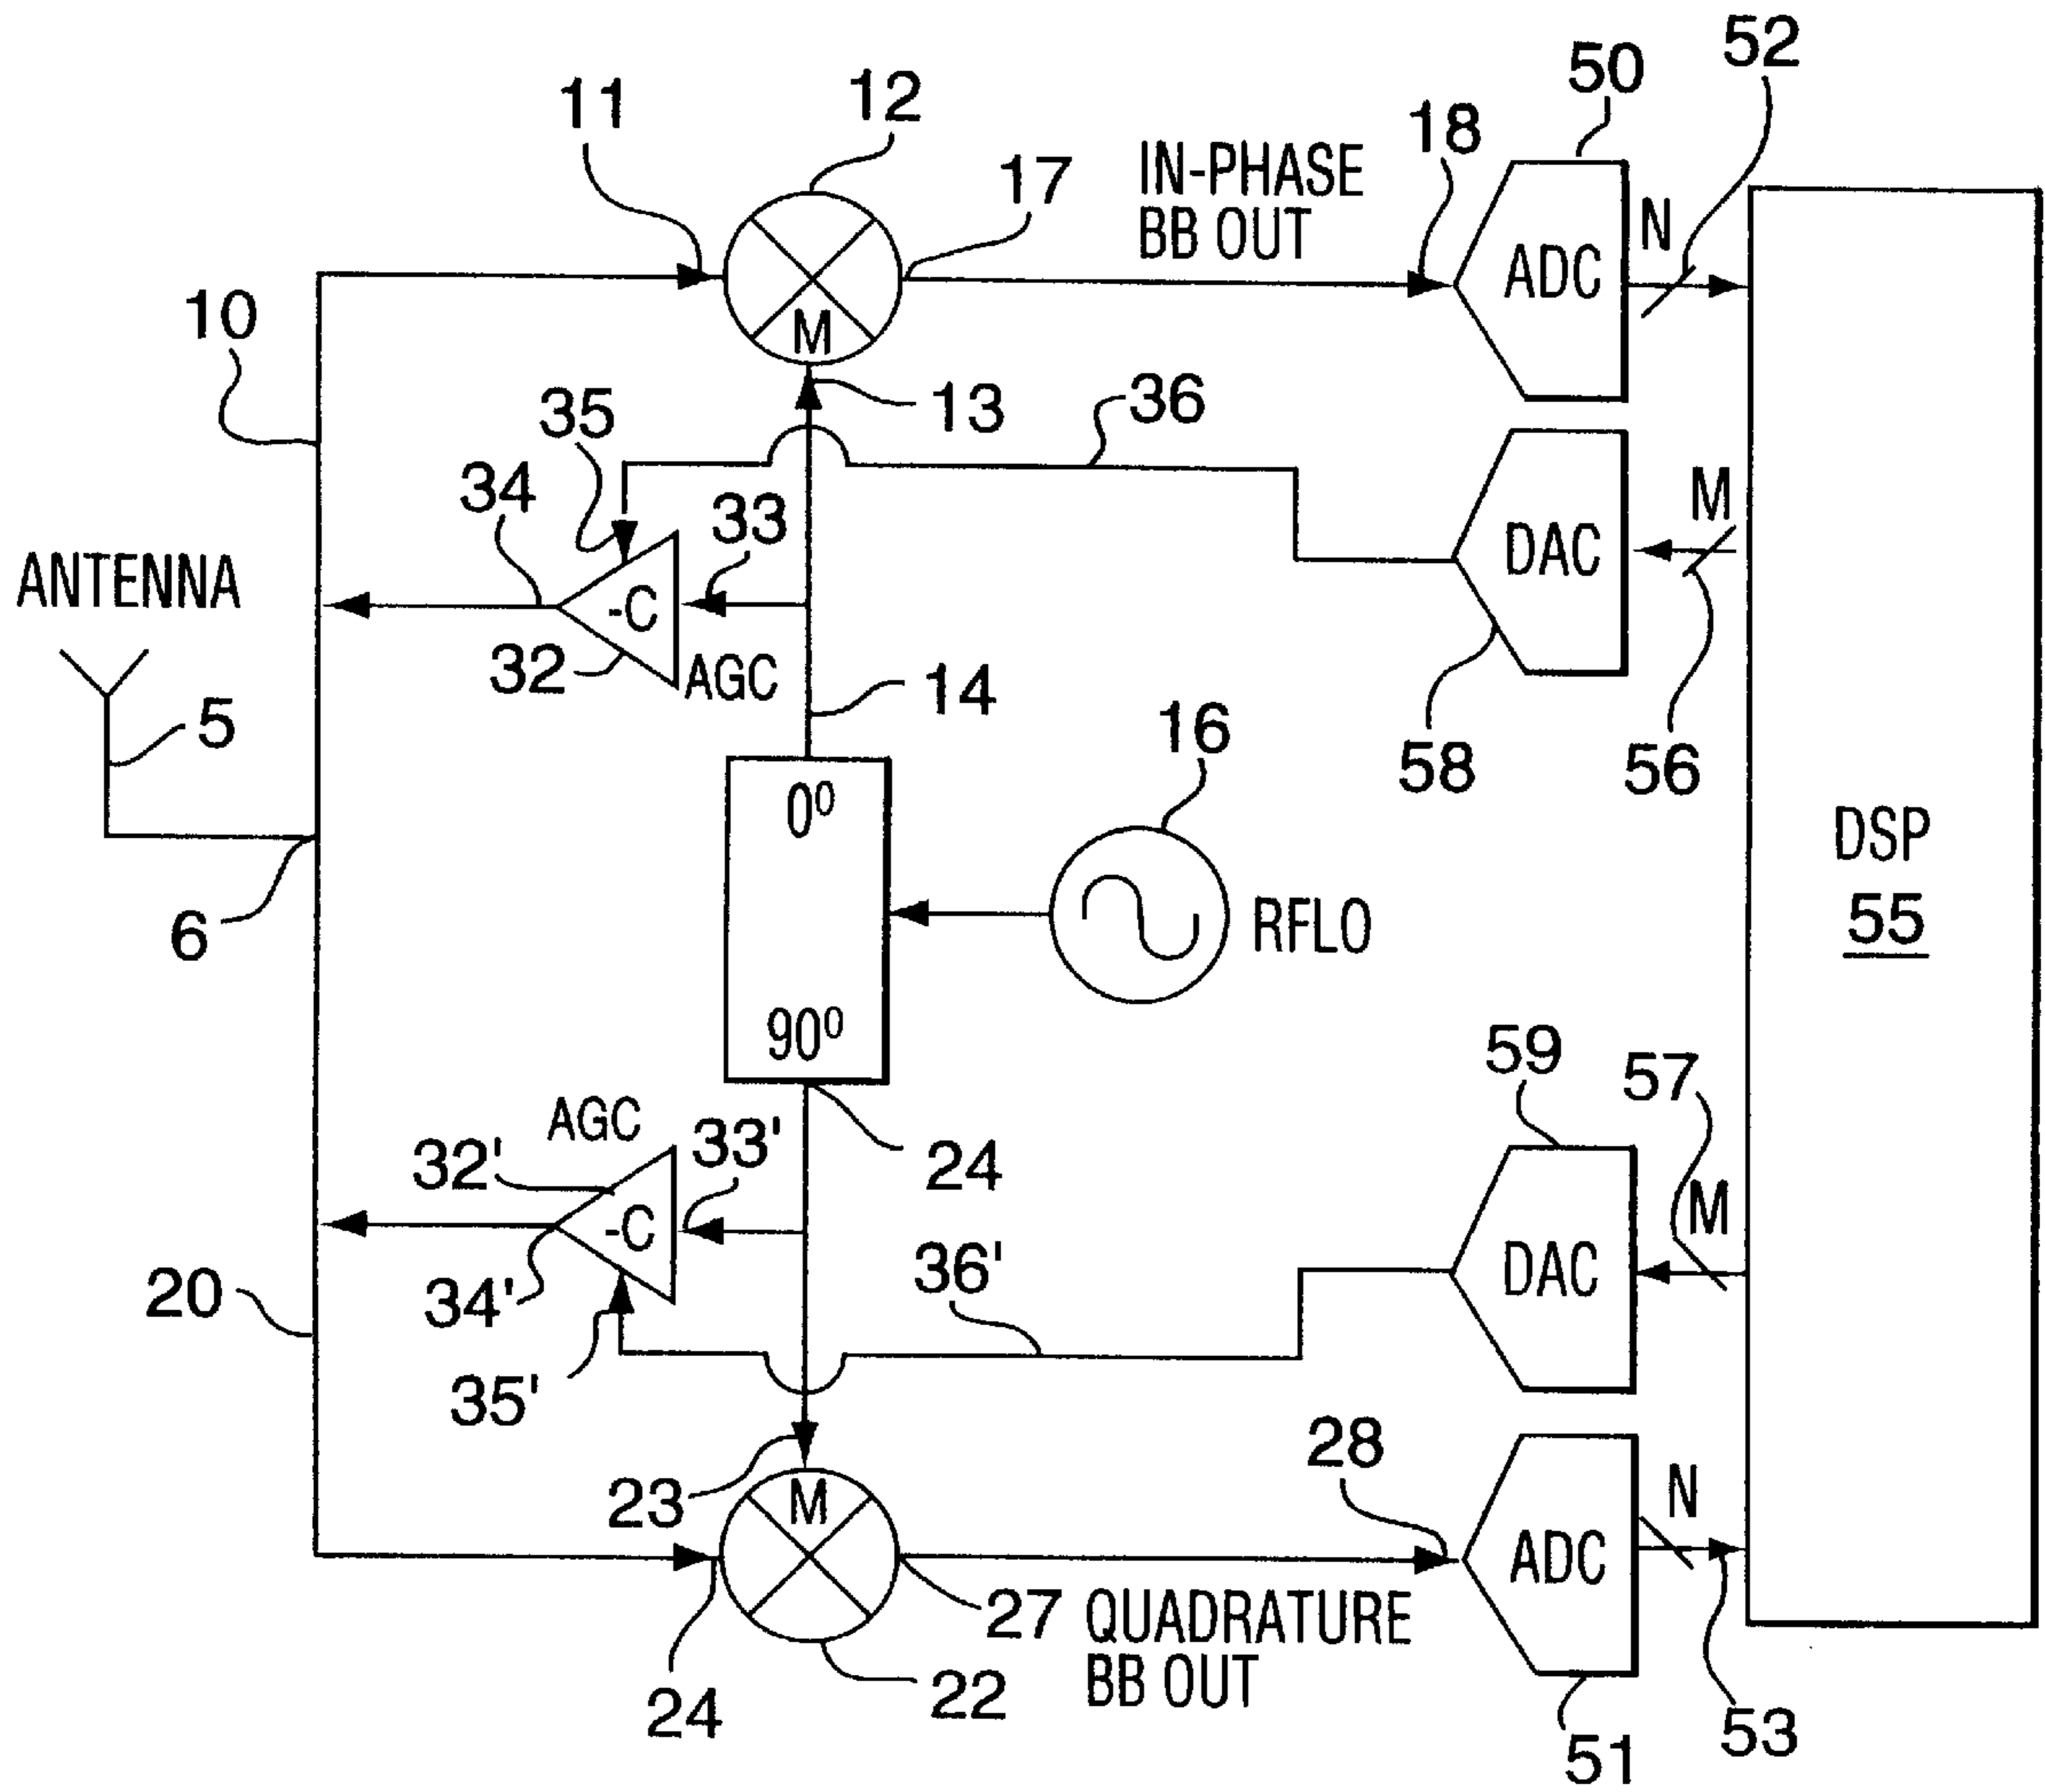 52
50
12
11
18
17
IN-PHASE
BB OUT
N
ADC
10
M
13
36
35
34
33
M
DAC
ANTENNA
-C
32
AGC
14
5
16
58
56
0⁰
DSP
55
6
RFLO
90⁰
59
57
AGC
33'
32'
24
M
-C
36'
DAC
20
34'
35'
28
23
M
N
ADC
27
QUADRATURE
BB OUT
22
24
53
51